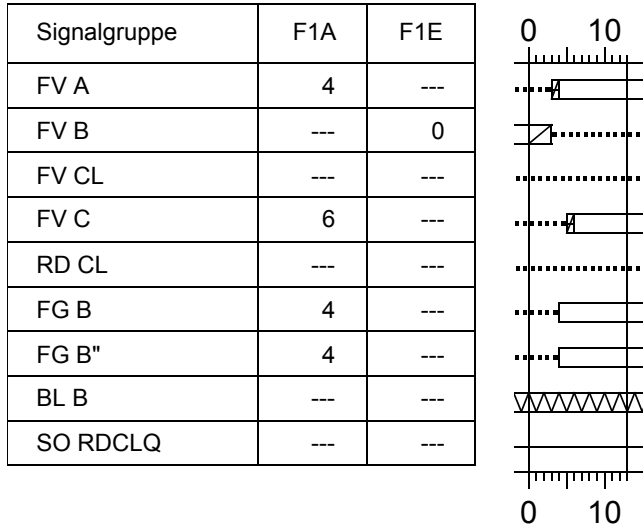 Signalgruppe F1A F1E 0 10
FV A 4 ---
FV B --- 0
FV CL --- ---
FV C 6 ---
RD CL --- ---
FG B 4 ---
FG B" 4 ---
BL B --- ---
SO RDCLQ --- ---
0 10